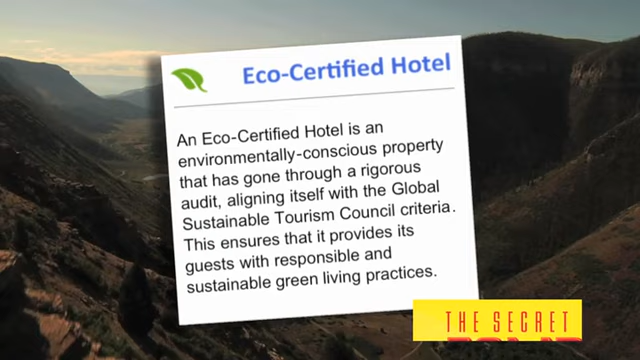 Eco-Certified Hotel
An Eco-Certified Hotel is an
environmentally-conscious property
that has gone through a rigorous
audit, aligning itself with the Global
Sustainable Tourism Council criteria.
This ensures that it provides its
guests with responsible and
sustainable green living practices.
THE SECRET